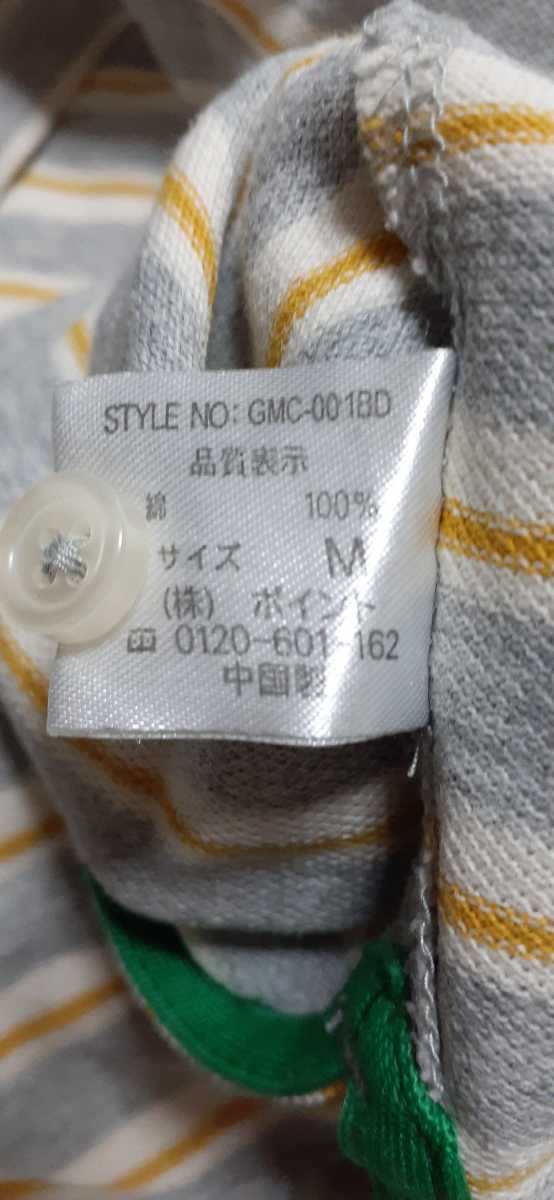 STYLE NO: GMC-001BD
品質表示
綿 100%
サイズ M
(株) ポイント
0120-601-162
中国製